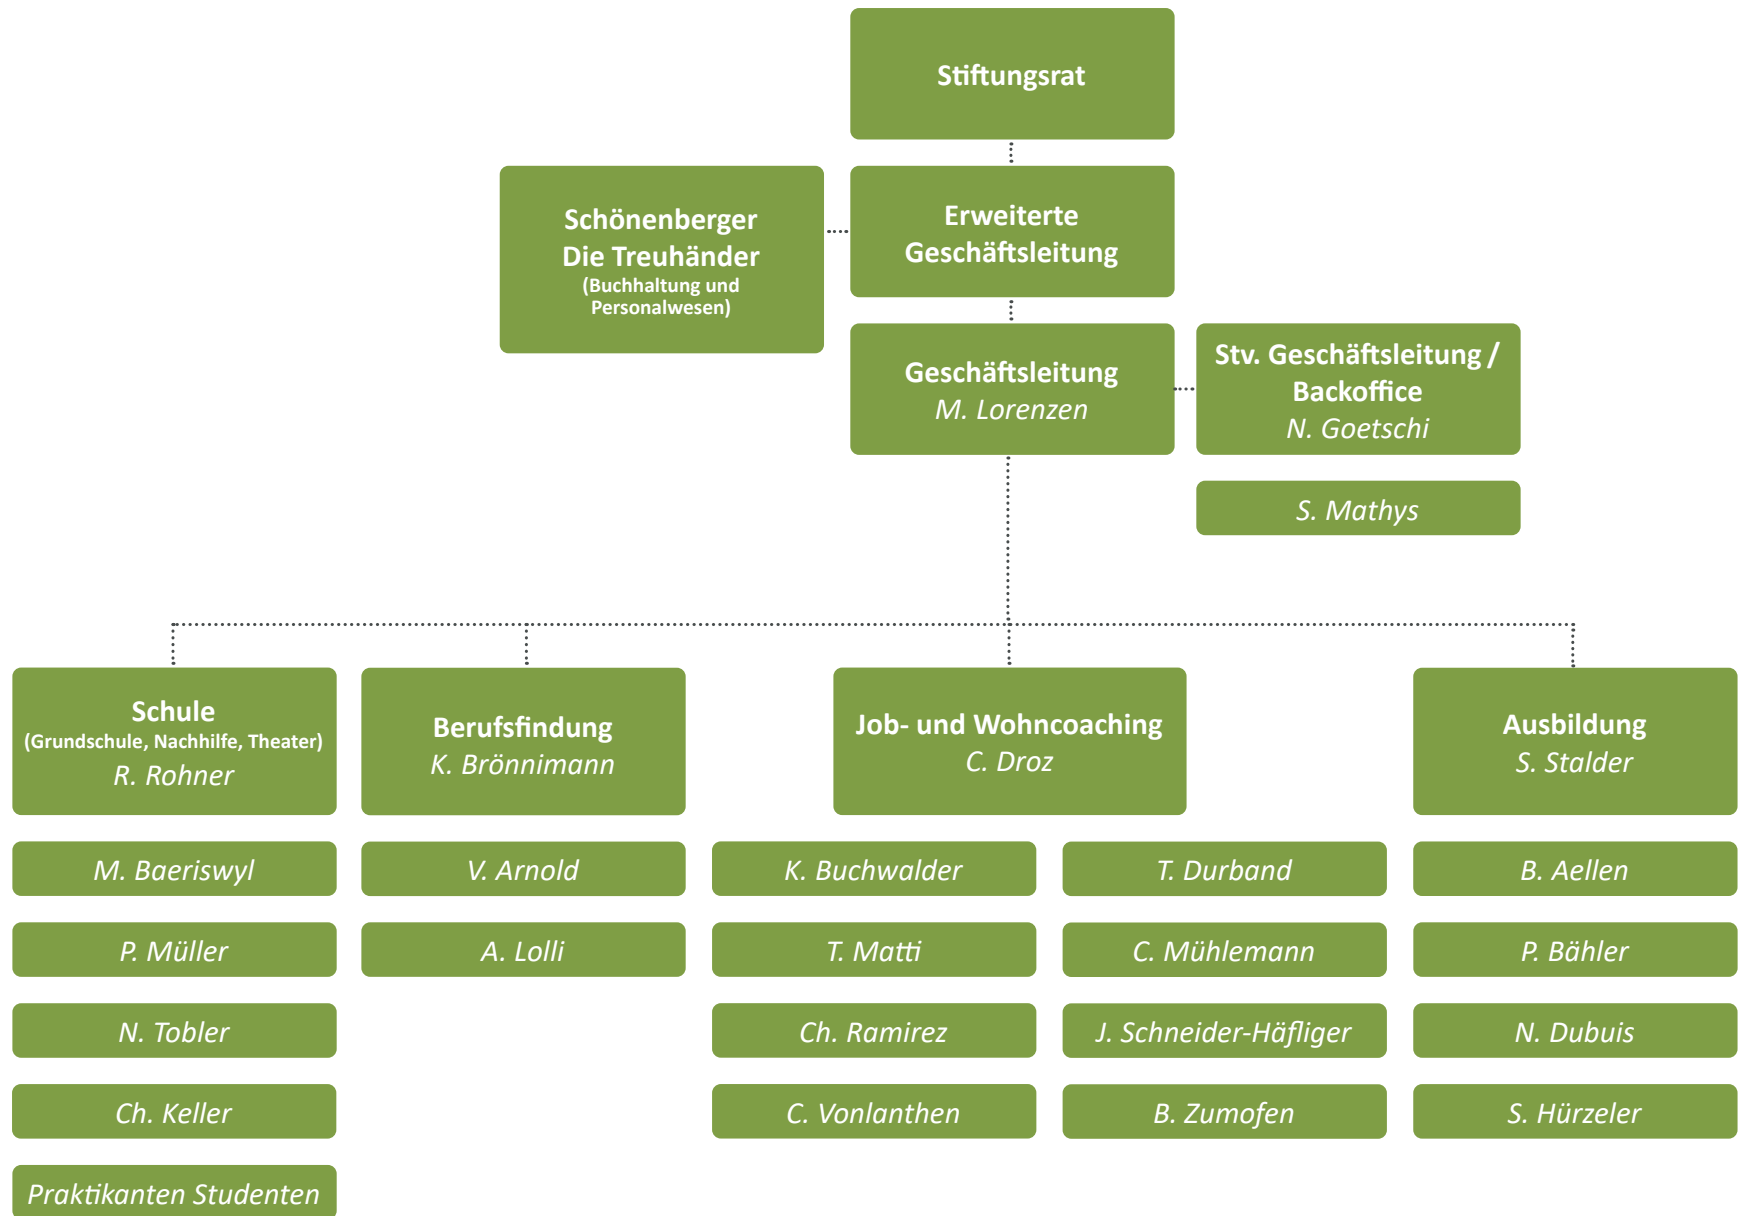 Stiftungsrat
Schönenberger
Die Treuhänder
(Buchhaltung und
Personalwesen)
Erweiterte
Geschäftsleitung
Geschäftsleitung
M. Lorenzen
Stv. Geschäftsleitung /
Backoffice
N. Goetschi
S. Mathys
Schule
(Grundschule, Nachhilfe, Theater)
R. Rohner
M. Baeriswyl
P. Müller
N. Tobler
Ch. Keller
Praktikanten Studenten
Berufsfindung
K. Brönnimann
V. Arnold
A. Lolli
Job- und Wohncoaching
C. Droz
K. Buchwalder
T. Matti
Ch. Ramirez
C. Vonlanthen
T. Durband
C. Mühlemann
J. Schneider-Häfliger
B. Zumofen
Ausbildung
S. Stalder
B. Aellen
P. Bähler
N. Dubuis
S. Hürzeler